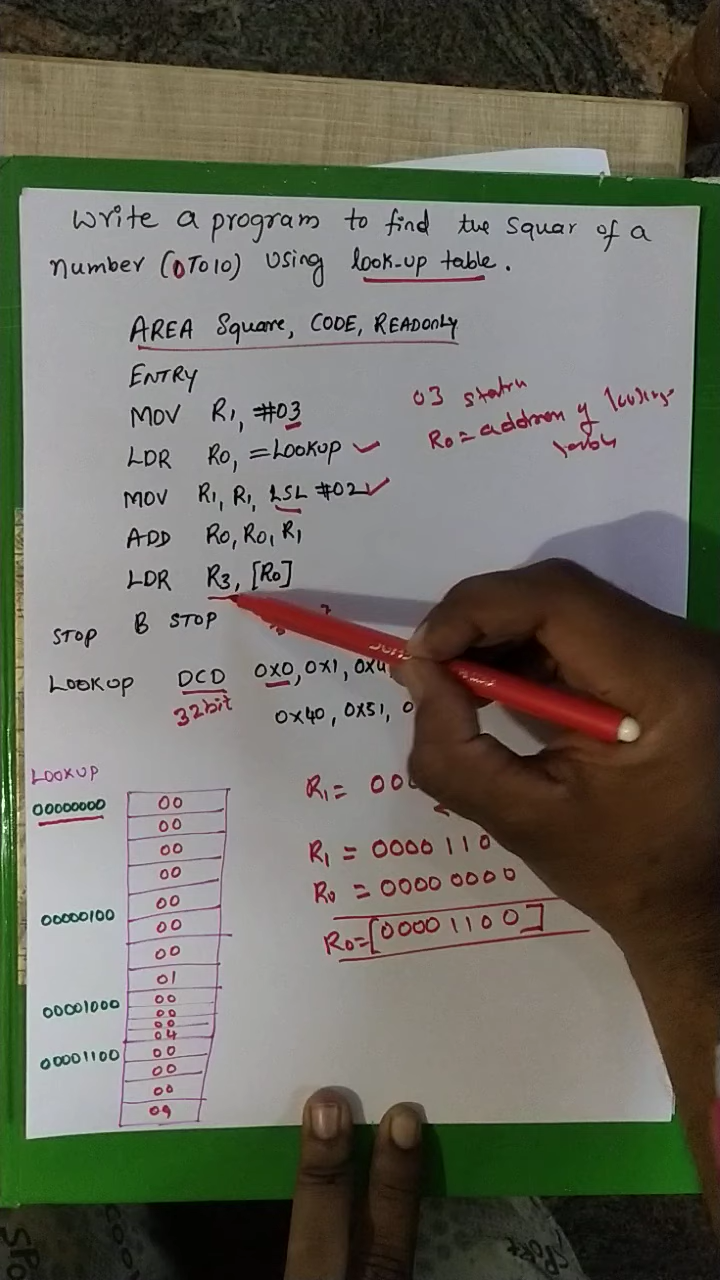 Write a program to find the squar of a
number (0 TO 10) using look-up table.
AREA Square, CODE, READONLY
ENTRY
MOV R1, #03
LDR R0, =LOOKUP
MOV R1, R1, LSL #02
ADD R0, R0, R1
LDR R3, [R0]
STOP B STOP
LOOKUP DCD 0X0, 0X1, 0X4
32bit 0X40, 0X51, 0
03
R0 = address
LOOKUP
00000000 00
00
00
00
00000100 00
00
00
01
00001000 00
00
00
04
00001100 00
00
00
09
R1 = 00
R1 = 0000 110
R0 = 0000 0000
R0=[0000 1100]